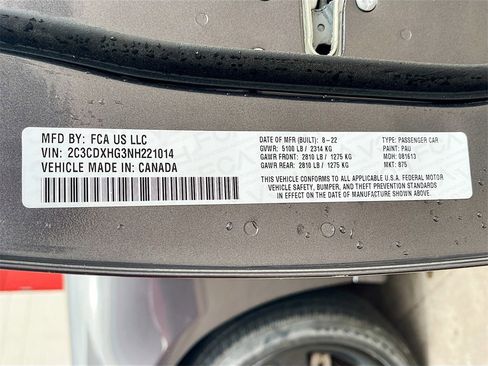 MFD BY: FCA US LLC
VIN: 2C3CDXHG3NH221014
VEHICLE MADE IN: CANADA
DATE OF MFR (BUILT): 8-22
GVWR: 5100 LB / 2314 KG
GAWR FRONT: 2810 LB / 1275 KG
GAWR REAR: 2810 LB / 1275 KG
TYPE: PASSENGER CAR
PAINT: PAU
MDH: 081613
MKT: 875
THIS VEHICLE CONFORMS TO ALL APPLICABLE U.S.A. FEDERAL MOTOR
VEHICLE SAFETY, BUMPER, AND THEFT PREVENTION STANDARDS
IN EFFECT ON THE DATE OF MANUFACTURE SHOWN ABOVE.